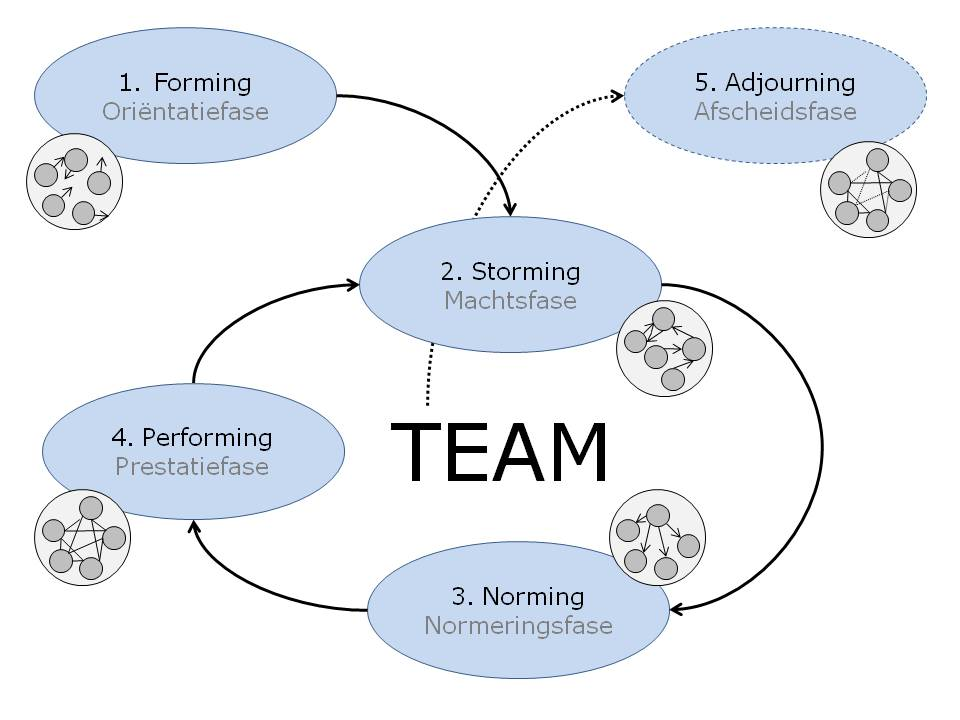 1. Forming
Oriëntatiefase
5. Adjourning
Afscheidsfase
2. Storming
Machtsfase
4. Performing
Prestatiefase
TEAM
3. Norming
Normeringsfase